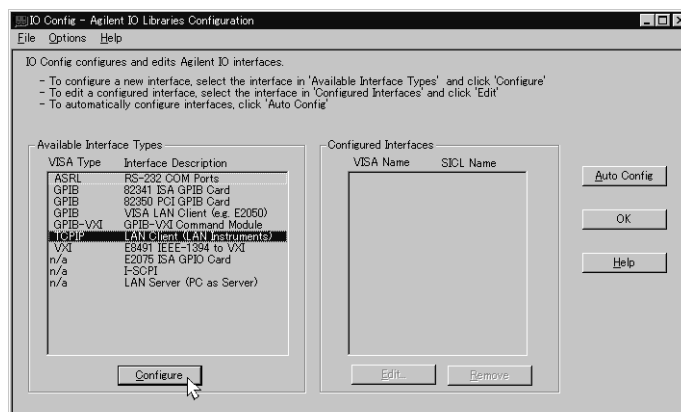 IO Config - Agilent IO Libraries Configuration
File Options Help
IO Config configures and edits Agilent IO interfaces.
- To configure a new interface, select the interface in 'Available Interface Types' and click 'Configure'
- To edit a configured interface, select the interface in 'Configured Interfaces' and click 'Edit'
- To automatically configure interfaces, click 'Auto Config'
Available Interface Types
VISA Type Interface Description
ASRL RS-232 COM Ports
GPIB 82341 ISA GPIB Card
GPIB 82350 PCI GPIB Card
GPIB VISA LAN Client (e.g. E2050)
GPIB-VXI GPIB-VXI Command Module
TCPIP LAN Client (LAN Instruments)
VXI E8491 IEEE-1394 to VXI
n/a E2075 ISA GPIO Card
n/a I-SCPI
n/a LAN Server (PC as Server)
Configure
Configured Interfaces
VISA Name SICL Name
Edit...
Remove
Auto Config
OK
Help